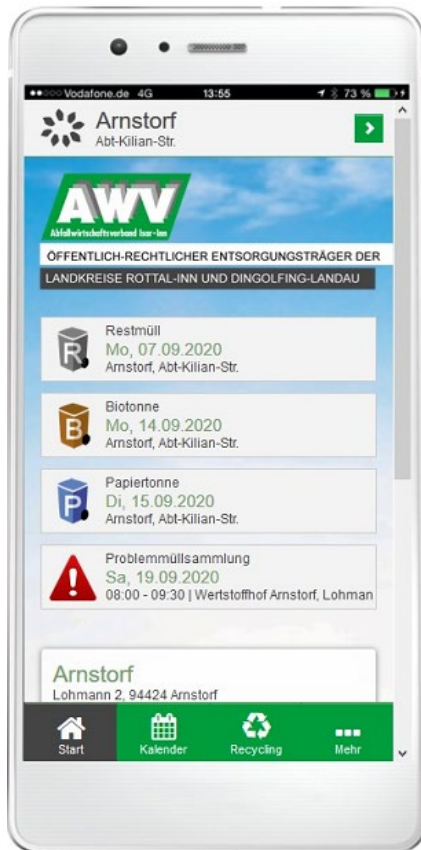 Vodafone.de 4G 13:55 73 %
Arnstorf
Abt-Kilian-Str.
AWV
Abfallwirtschaftsverband Isar-Inn
ÖFFENTLICH-RECHTLICHER ENTSORGUNGSTRÄGER DER
LANDKREISE ROTTAL-INN UND DINGOLFING-LANDAU
Restmüll
R
Mo, 07.09.2020
Arnstorf, Abt-Kilian-Str.
Biotonne
B
Mo, 14.09.2020
Arnstorf, Abt-Kilian-Str.
Papiertonne
P
Di, 15.09.2020
Arnstorf, Abt-Kilian-Str.
Problemmüllsammlung
Sa, 19.09.2020
08:00 - 09:30 | Wertstoffhof Arnstorf, Lohman
Arnstorf
Lohmann 2, 94424 Arnstorf
Start Kalender Recycling Mehr